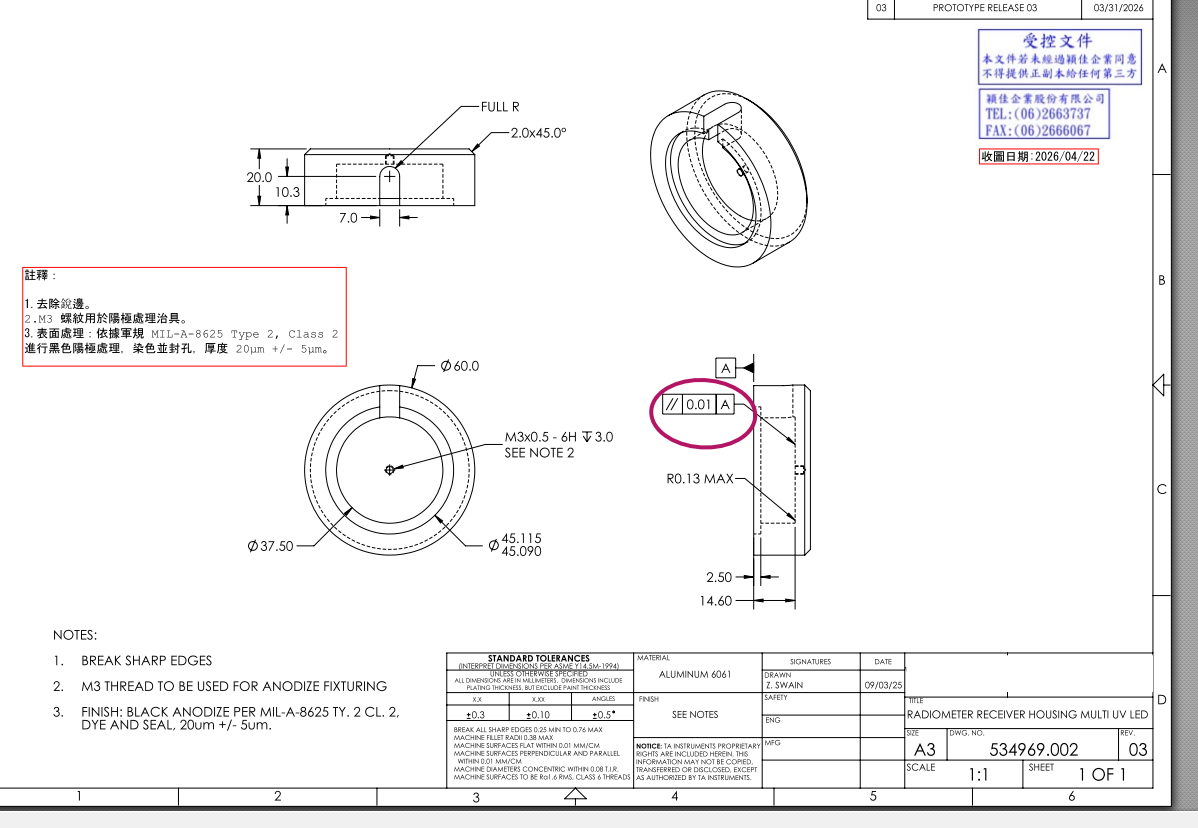 03 PROTOTYPE RELEASE 03 03/31/2026
受控文件
本文件若未經過穎佳企業同意
不得提供正副本給任何第三方
穎佳企業股份有限公司
TEL:(06)2663737
FAX:(06)2666067
收圖日期:2026/04/22
A
FULL R
2.0x45.0°
20.0
10.3
7.0
B
註釋：
1. 去除銳邊。
2.M3 螺紋用於陽極處理治具。
3. 表面處理：依據軍規 MIL-A-8625 Type 2, Class 2
進行黑色陽極處理，染色並封孔，厚度 20µm +/- 5µm。
Ø60.0
M3x0.5 - 6H ↧3.0
SEE NOTE 2
Ø37.50
Ø45.115
45.090
A
// 0.01 A
R0.13 MAX
2.50
14.60
C
NOTES:
1. BREAK SHARP EDGES
2. M3 THREAD TO BE USED FOR ANODIZE FIXTURING
3. FINISH: BLACK ANODIZE PER MIL-A-8625 TY. 2 CL. 2,
DYE AND SEAL, 20um +/- 5um.
STANDARD TOLERANCES
(INTERPRET DIMENSIONS PER ASME Y14.5M-1994)
UNLESS OTHERWISE SPECIFIED
ALL DIMENSIONS ARE IN MILLIMETERS. DIMENSIONS INCLUDE
PLATING THICKNESS, BUT EXCLUDE PAINT THICKNESS
X.X X.XX ANGLES
±0.3 ±0.10 ±0.5°
BREAK ALL SHARP EDGES 0.25 MIN TO 0.76 MAX
MACHINE FILLET RADII 0.38 MAX
MACHINE SURFACES FLAT WITHIN 0.01 MM/CM
MACHINE SURFACES PERPENDICULAR AND PARALLEL
WITHIN 0.01 MM/CM
MACHINE DIAMETERS CONCENTRIC WITHIN 0.08 T.I.R.
MACHINE SURFACES TO BE Ra1.6 RMS, CLASS 6 THREADS
MATERIAL
ALUMINUM 6061
FINISH
SEE NOTES
NOTICE: TA INSTRUMENTS PROPRIETARY
RIGHTS ARE INCLUDED HEREIN. THIS
INFORMATION MAY NOT BE COPIED,
TRANSFERRED OR DISCLOSED, EXCEPT
AS AUTHORIZED BY TA INSTRUMENTS.
SIGNATURES DATE
DRAWN
Z. SWAIN 09/03/25
SAFETY
ENG
MFG
TITLE
RADIOMETER RECEIVER HOUSING MULTI UV LED
SIZE DWG. NO. REV.
A3 534969.002 03
SCALE 1:1 SHEET 1 OF 1
D
1 2 3 4 5 6